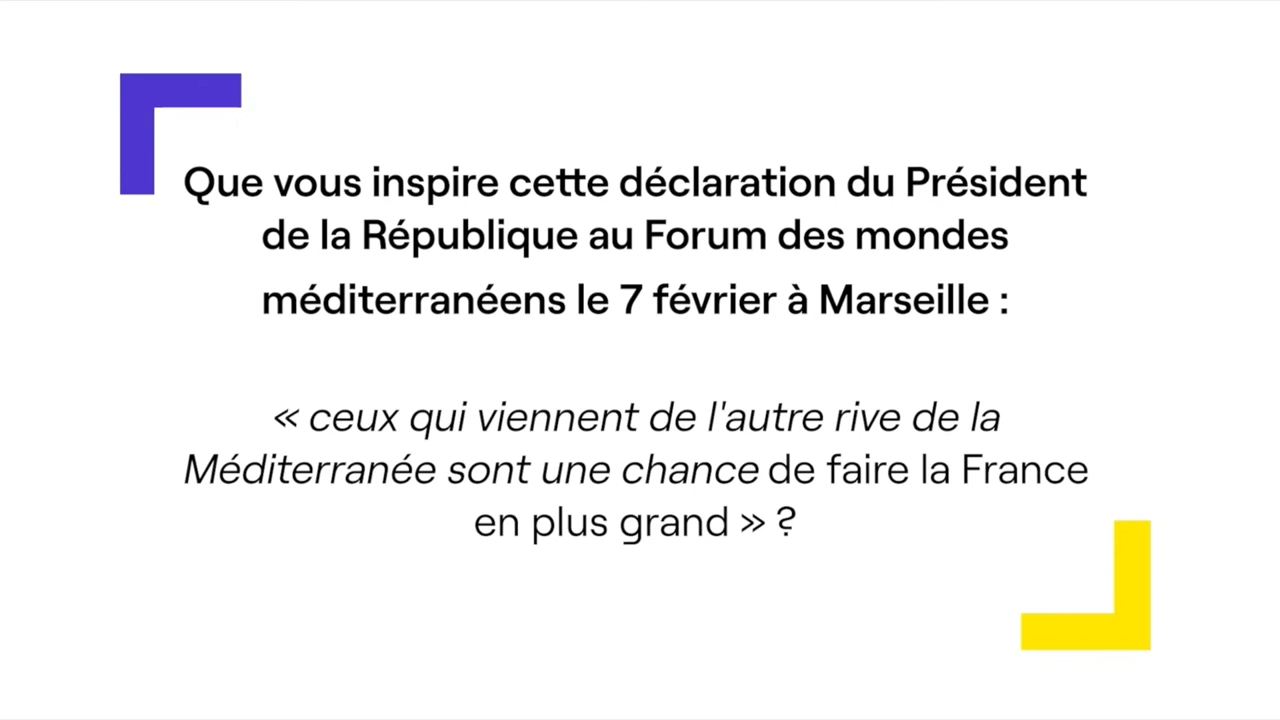 Que vous inspire cette déclaration du Président
de la République au Forum des mondes
méditerranéens le 7 février à Marseille :
« ceux qui viennent de l'autre rive de la
Méditerranée sont une chance de faire la France
en plus grand » ?